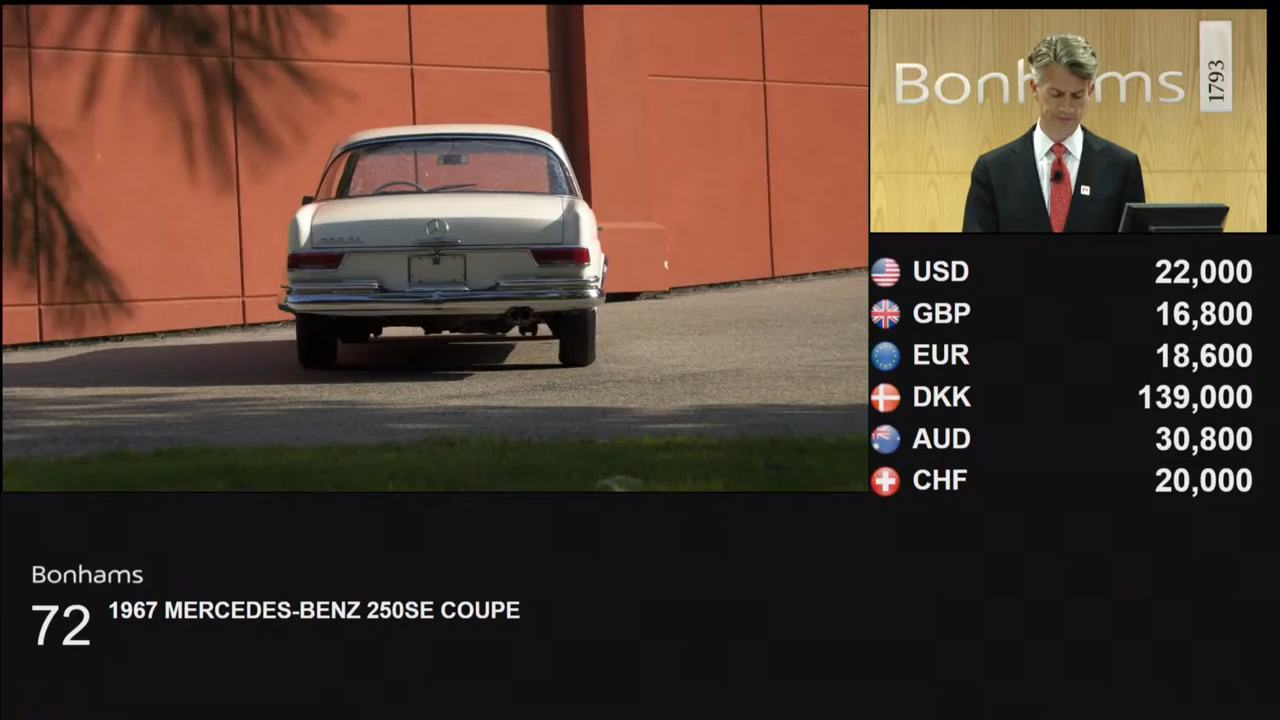 Bonhams
1793
USD 22,000
GBP 16,800
EUR 18,600
DKK 139,000
AUD 30,800
CHF 20,000
Bonhams
72 1967 MERCEDES-BENZ 250SE COUPE